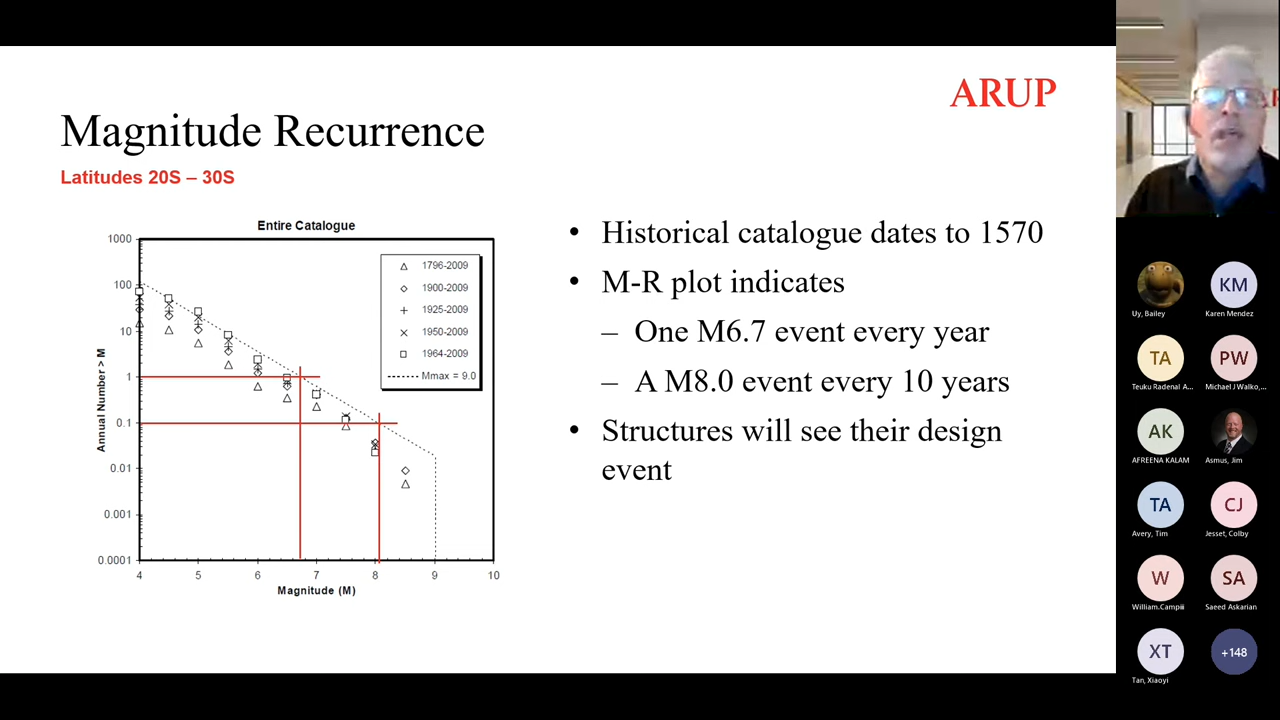 ARUP
Magnitude Recurrence
Latitudes 20S – 30S
Entire Catalogue
1000
100
10
1
0.1
0.01
0.001
0.0001
Annual Number > M
4 5 6 7 8 9 10
Magnitude (M)
1796-2009
1900-2009
1925-2009
1950-2009
1964-2009
Mmax = 9.0
• Historical catalogue dates to 1570
• M-R plot indicates
– One M6.7 event every year
– A M8.0 event every 10 years
• Structures will see their design
event
Uy, Bailey
KM
Karen Mendez
TA
Teuku Radenal A...
PW
Michael J Walko,...
AK
AFREENA KALAM
Asmus, Jim
TA
Avery, Tim
CJ
Jesset, Colby
W
SA
Saeed Askarian
XT
Tan, Xiaoyi
+148